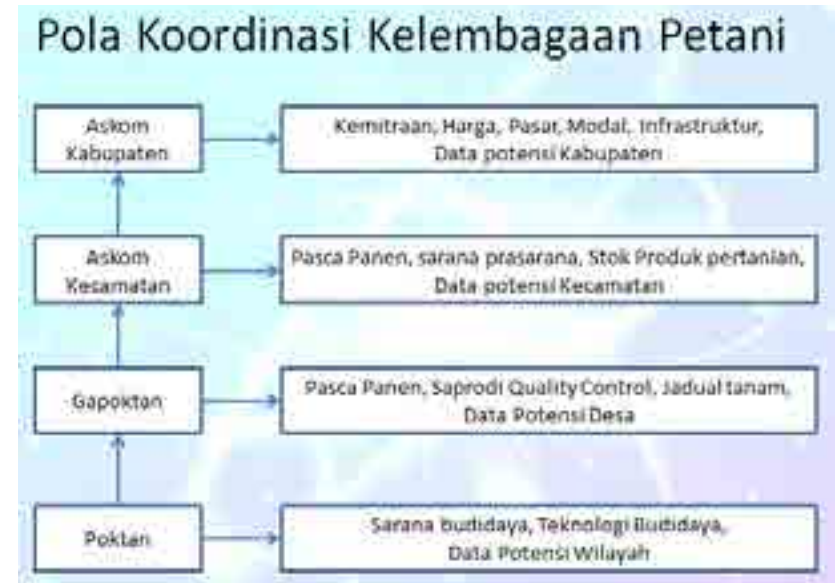 Pola Koordinasi Kelembagaan Petani
Askom
Kabupaten
Kemitraan, Harga, Pasar, Modal, Infrastruktur,
Data potensi Kabupaten
Askom
Kesamatan
Pasca Panen, sarana prasarana, Stok Produk pertanian,
Data potensi Kecamatan
Gapoktan
Pasca Panen, Saprodi Quality Control, Jadual tanam,
Data Potensi Desa
Poktan
Sarana budidaya, Teknologi Budidaya,
Data Potensi Wilayah